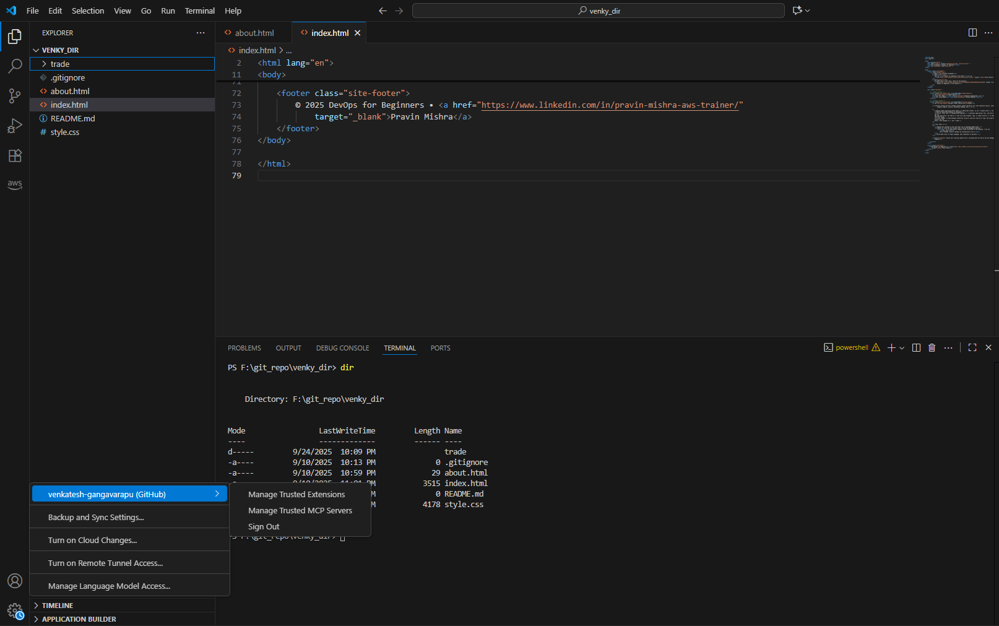 File Edit Selection View Go Run Terminal Help
venky_dir
EXPLORER
VENKY_DIR
trade
.gitignore
about.html
index.html
README.md
style.css
aws
about.html
index.html
index.html > ...
2 <html lang="en">
11 <body>
71
72 <footer class="site-footer">
73 © 2025 DevOps for Beginners • <a href="https://www.linkedin.com/in/pravin-mishra-aws-trainer/"
74 target="_blank">Pravin Mishra</a>
75 </footer>
76 </body>
77
78 </html>
79
PROBLEMS OUTPUT DEBUG CONSOLE TERMINAL PORTS
powershell
PS F:\git_repo\venky_dir> dir
Directory: F:\git_repo\venky_dir
Mode LastWriteTime Length Name
---- ------------- ------ ----
d----- 9/24/2025 10:09 PM trade
-a---- 9/10/2025 10:13 PM 0 .gitignore
-a---- 9/10/2025 10:59 PM 29 about.html
PM 3515 index.html
M 0 README.md
M 4178 style.css
F:\git_repo\venky_dir>
venkatesh-gangavarapu (GitHub)
Backup and Sync Settings...
Turn on Cloud Changes...
Turn on Remote Tunnel Access...
Manage Language Model Access...
Manage Trusted Extensions
Manage Trusted MCP Servers
Sign Out
TIMELINE
APPLICATION BUILDER